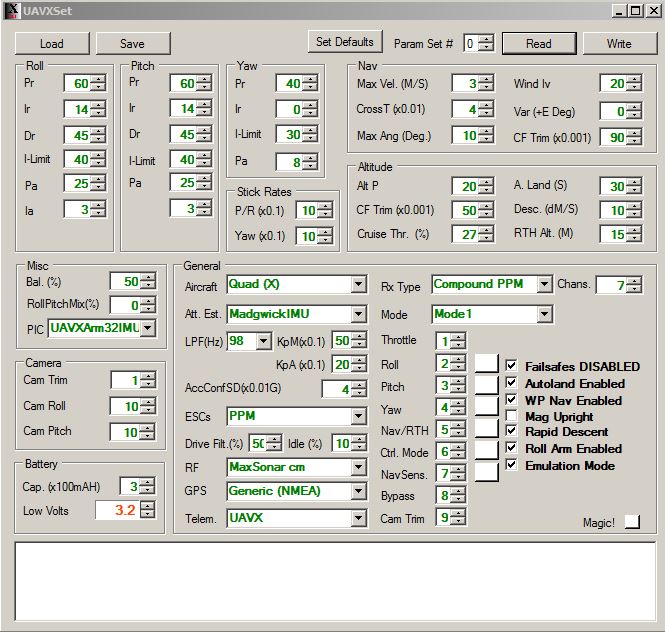 UAVXSet
Load
Save
Set Defaults
Param Set # 0
Read
Write
Roll
Pr 60
Ir 14
Dr 45
I-Limit 40
Pa 25
Ia 3
Pitch
Pr 60
Ir 14
Dr 45
I-Limit 40
Pa 25
3
Yaw
Pr 40
Ir 0
I-Limit 30
Pa 8
Stick Rates
P/R (x0.1) 10
Yaw (x0.1) 10
Nav
Max Vel. (M/S) 3
Wind Iv 20
CrossT (x0.01) 4
Var (+E Deg) 0
Max Ang (Deg.) 10
CF Trim (x0.001) 90
Altitude
Alt P 20
A. Land (S) 30
CF Trim (x0.001) 50
Desc. (dM/S) 10
Cruise Thr. (%) 27
RTH Alt. (M) 15
Misc
Bal. (%) 50
RollPitchMix(%) 0
PIC UAVXArm32IMU
Camera
Cam Trim 1
Cam Roll 10
Cam Pitch 10
Battery
Cap. (x100mAH) 3
Low Volts 3.2
General
Aircraft Quad (X)
Att. Est. MadgwickIMU
LPF(Hz) 98 KpM(x0.1) 50
KpA (x0.1) 20
AccConfSD(x0.01G) 4
ESCs PPM
Drive Filt.(%) 50 Idle (%) 10
RF MaxSonar cm
GPS Generic (NMEA)
Telem. UAVX
Rx Type Compound PPM Chans. 7
Mode Mode1
Throttle 1
Roll 2
Pitch 3
Yaw 4
Nav/RTH 5
Ctrl. Mode 6
NavSens. 7
Bypass 8
Cam Trim 9
Failsafes DISABLED
Autoland Enabled
WP Nav Enabled
Mag Upright
Rapid Descent
Roll Arm Enabled
Emulation Mode
Magic!